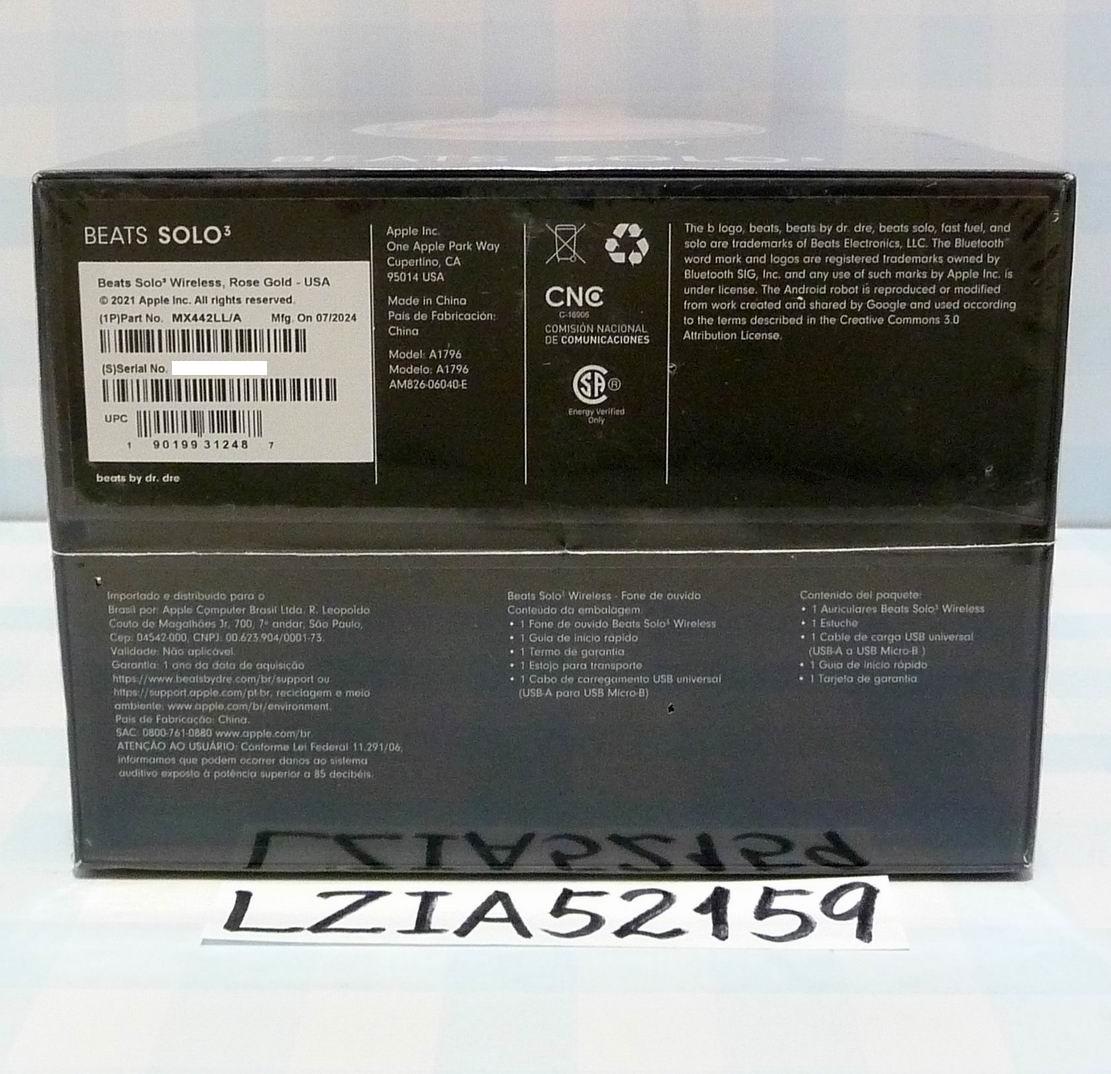 BEATS SOLO³
BEATS SOLO³
Beats Solo³ Wireless, Rose Gold - USA
© 2021 Apple Inc. All rights reserved.
(1P)Part No. MX442LL/A Mfg. On 07/2024
(S)Serial No.
UPC
1 90199 31248 7
beats by dr. dre
Apple Inc.
One Apple Park Way
Cupertino, CA
95014 USA
Made in China
País de Fabricación:
China
Model: A1796
Modelo: A1796
AM826-06040-E
CNC
C-16906
COMISIÓN NACIONAL
DE COMUNICACIONES
SA ®
Energy Verified
Only
The b logo, beats, beats by dr. dre, beats solo, fast fuel, and
solo are trademarks of Beats Electronics, LLC. The Bluetooth®
word mark and logos are registered trademarks owned by
Bluetooth SIG, Inc. and any use of such marks by Apple Inc. is
under license. The Android robot is reproduced or modified
from work created and shared by Google and used according
to the terms described in the Creative Commons 3.0
Attribution License.
Importado e distribuído para o
Brasil por: Apple Computer Brasil Ltda. R. Leopoldo
Couto de Magalhães Jr, 700, 7º andar, São Paulo,
Cep: 04542-000, CNPJ: 00.623.904/0001-73.
Validade: Não aplicável.
Garantia: 1 ano da data de aquisição
https://www.beatsbydre.com/br/support ou
https://support.apple.com/pt-br, reciclagem e meio
ambiente: www.apple.com/br/environment.
País de Fabricação: China.
SAC: 0800-761-0880 www.apple.com/br
ATENÇÃO AO USUÁRIO: Conforme Lei Federal 11.291/06,
informamos que podem ocorrer danos ao sistema
auditivo exposto à potência superior a 85 decibéis.
Beats Solo³ Wireless - Fone de ouvido
Conteúdo da embalagem:
• 1 Fone de ouvido Beats Solo³ Wireless
• 1 Guia de início rápido
• 1 Termo de garantia
• 1 Estojo para transporte
• 1 Cabo de carregamento USB universal
(USB-A para USB Micro-B)
Contenido del paquete:
• 1 Auriculares Beats Solo³ Wireless
• 1 Estuche
• 1 Cable de carga USB universal
(USB-A a USB Micro-B )
• 1 Guía de inicio rápido
• 1 Tarjeta de garantía
LZIA52159